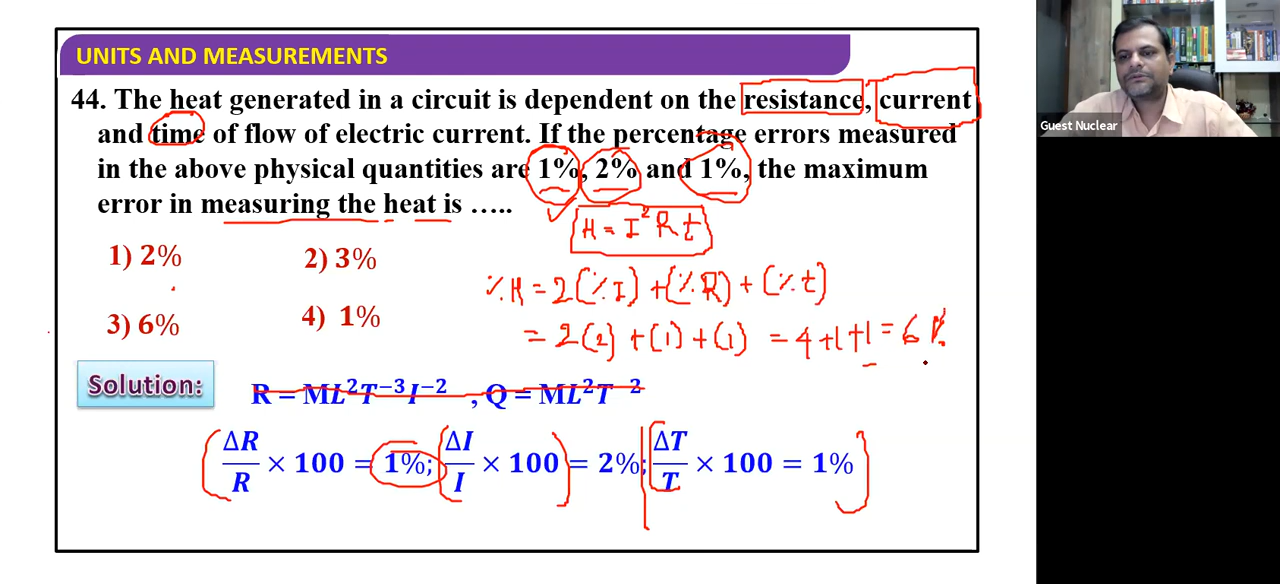 UNITS AND MEASUREMENTS
44. The heat generated in a circuit is dependent on the resistance, current
and time of flow of electric current. If the percentage errors measured
in the above physical quantities are 1%, 2% and 1%, the maximum
error in measuring the heat is …..
H = I² R t
1) 2%
2) 3%
% H = 2(% I) + (% R) + (% t)
3) 6%
4) 1%
= 2(2) + (1) + (1) = 4+1+1 = 6%
Solution:
R = ML²T⁻³I⁻² , Q = ML²T 2
ΔR/R × 100 = 1%; ΔI/I × 100 = 2%; ΔT/T × 100 = 1%
Guest Nuclear